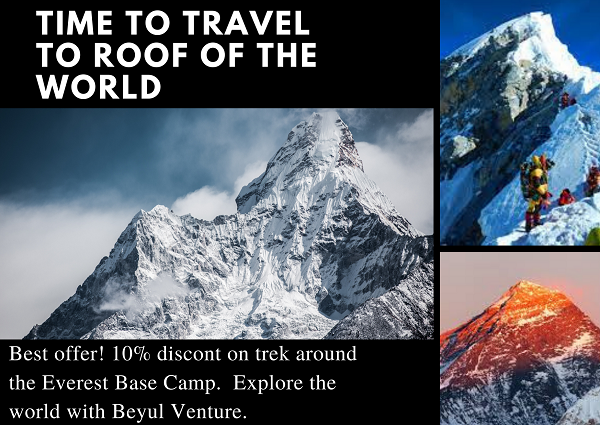 TIME TO TRAVEL
TO ROOF OF THE
WORLD
Best offer! 10% discont on trek around
the Everest Base Camp.  Explore the
world with Beyul Venture.